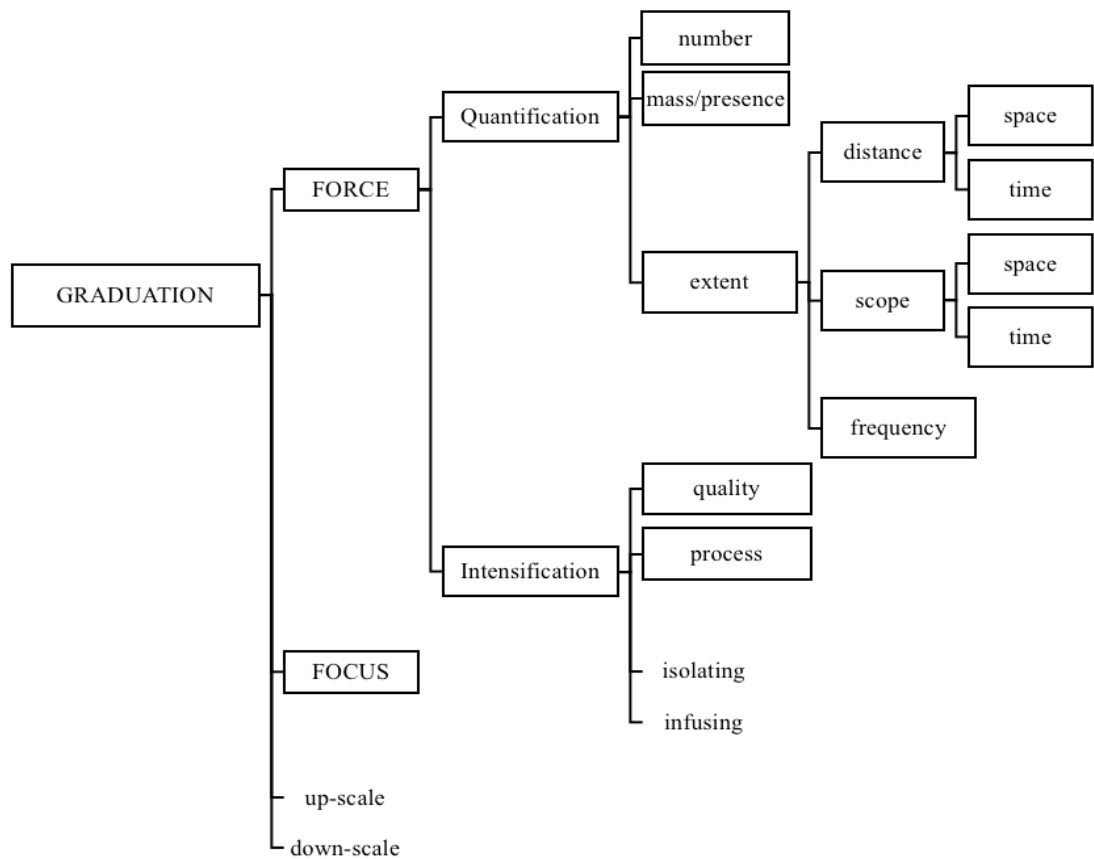 number
mass/presence
Quantification
space
distance
time
FORCE
space
GRADUATION
extent
scope
time
frequency
quality
process
Intensification
isolating
FOCUS
infusing
up-scale
down-scale